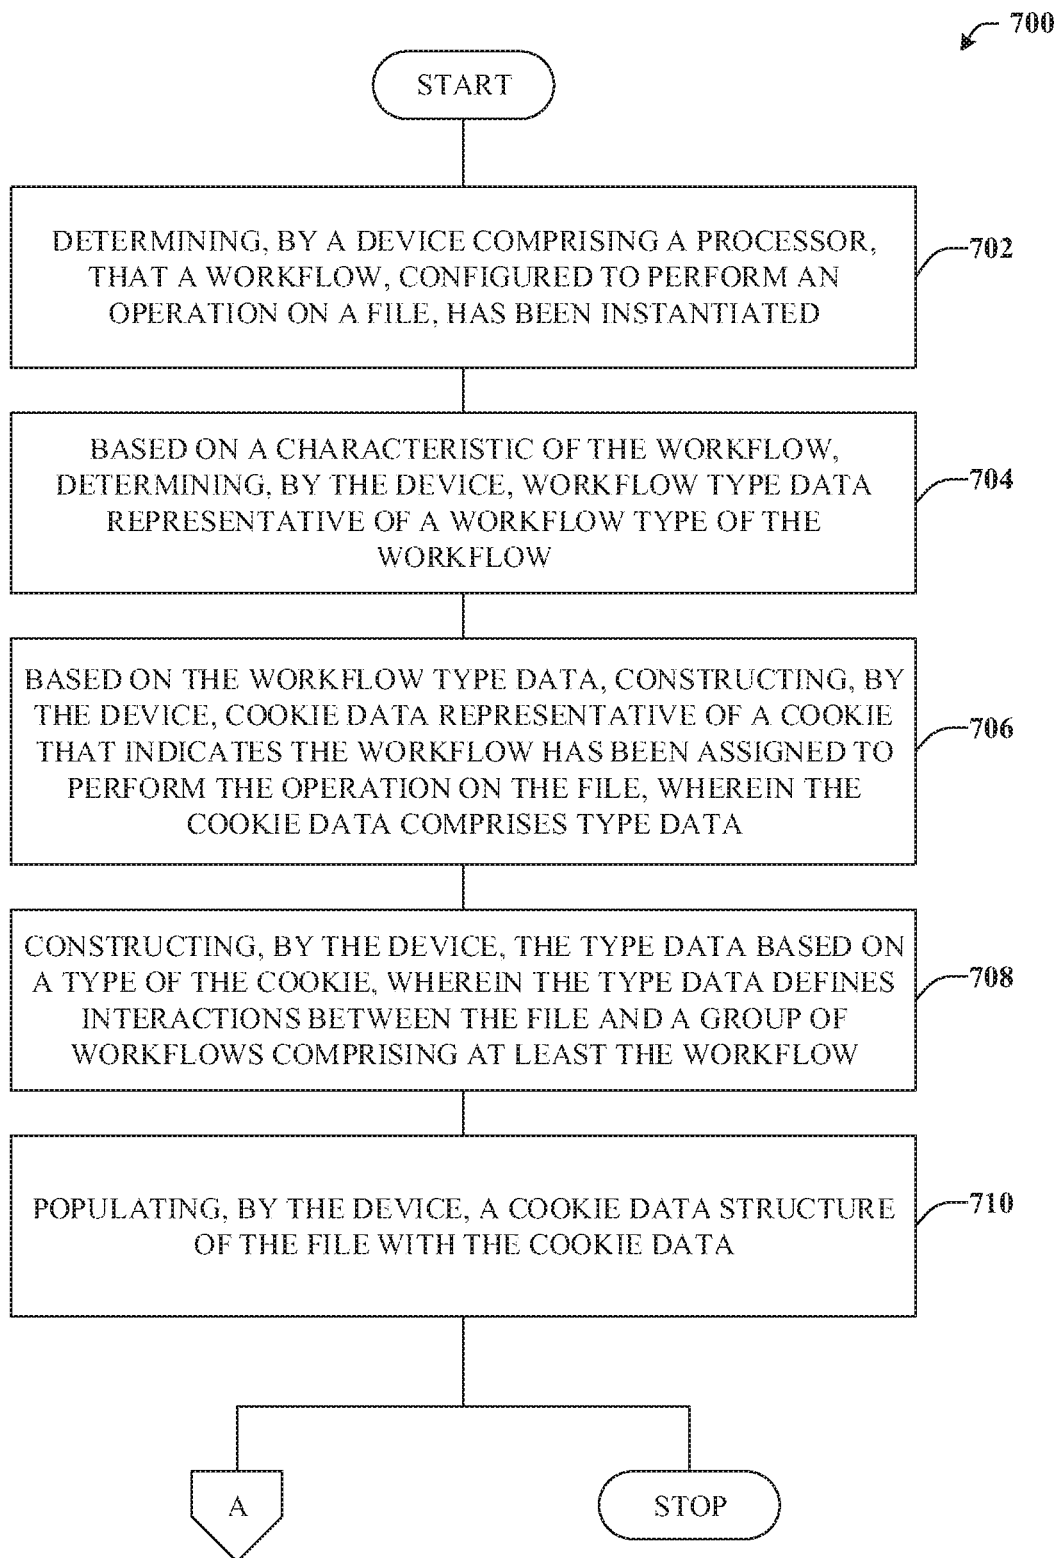 700
START
DETERMINING, BY A DEVICE COMPRISING A PROCESSOR,
THAT A WORKFLOW, CONFIGURED TO PERFORM AN
OPERATION ON A FILE, HAS BEEN INSTANTIATED
702
BASED ON A CHARACTERISTIC OF THE WORKFLOW,
DETERMINING, BY THE DEVICE, WORKFLOW TYPE DATA
REPRESENTATIVE OF A WORKFLOW TYPE OF THE
WORKFLOW
704
BASED ON THE WORKFLOW TYPE DATA, CONSTRUCTING, BY
THE DEVICE, COOKIE DATA REPRESENTATIVE OF A COOKIE
THAT INDICATES THE WORKFLOW HAS BEEN ASSIGNED TO
PERFORM THE OPERATION ON THE FILE, WHEREIN THE
COOKIE DATA COMPRISES TYPE DATA
706
CONSTRUCTING, BY THE DEVICE, THE TYPE DATA BASED ON
A TYPE OF THE COOKIE, WHEREIN THE TYPE DATA DEFINES
INTERACTIONS BETWEEN THE FILE AND A GROUP OF
WORKFLOWS COMPRISING AT LEAST THE WORKFLOW
708
POPULATING, BY THE DEVICE, A COOKIE DATA STRUCTURE
OF THE FILE WITH THE COOKIE DATA
710
A
STOP